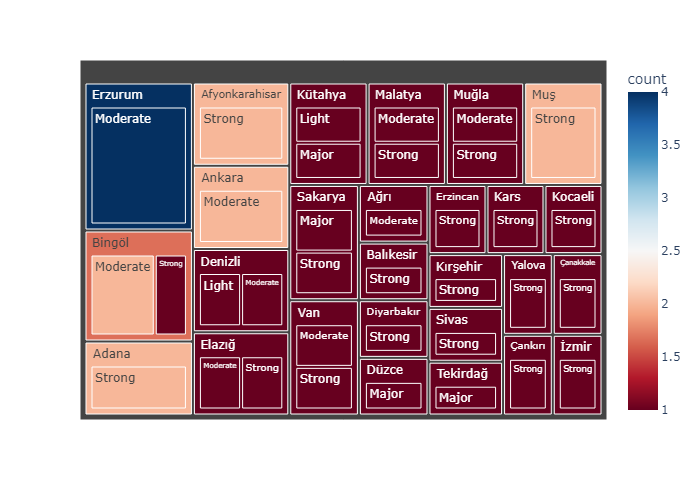 Erzurum
Moderate
Bingöl
Moderate
Strong
Adana
Strong
Afyonkarahisar
Strong
Ankara
Moderate
Denizli
Light
Moderate
Elazığ
Moderate
Strong
Kütahya
Light
Major
Malatya
Moderate
Strong
Muğla
Moderate
Strong
Muş
Strong
Sakarya
Major
Strong
Van
Moderate
Strong
Ağrı
Moderate
Balıkesir
Strong
Diyarbakır
Strong
Düzce
Major
Erzincan
Strong
Kars
Strong
Kocaeli
Strong
Kırşehir
Strong
Sivas
Strong
Tekirdağ
Major
Yalova
Strong
Çanakkale
Strong
Çankırı
Strong
İzmir
Strong
count
4
3.5
3
2.5
2
1.5
1